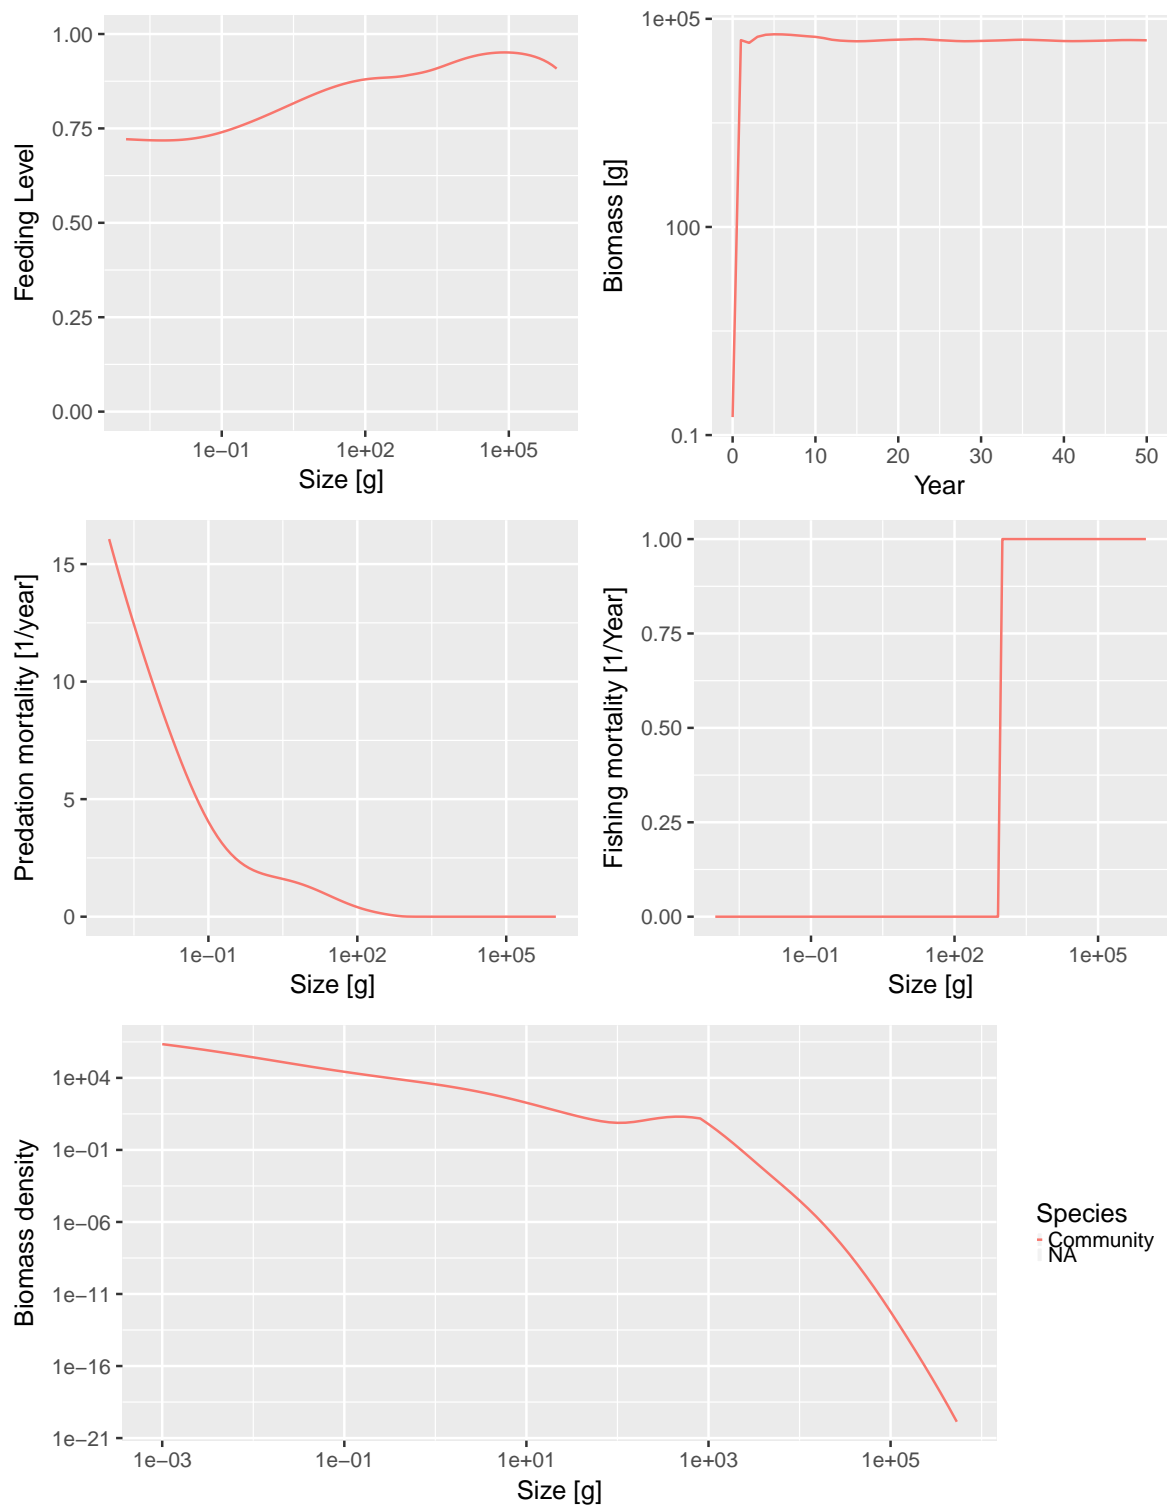 1.00
0.75
0.50
0.25
0.00
Feeding Level
1e−01 1e+02 1e+05
Size [g]
1e+05
100
0.1
Biomass [g]
0 10 20 30 40 50
Year
15
10
5
0
Predation mortality [1/year]
1e−01 1e+02 1e+05
Size [g]
1.00
0.75
0.50
0.25
0.00
Fishing mortality [1/Year]
1e−01 1e+02 1e+05
Size [g]
1e+04
1e−01
1e−06
1e−11
1e−16
1e−21
Biomass density
1e−03 1e−01 1e+01 1e+03 1e+05
Size [g]
Species
Community
NA